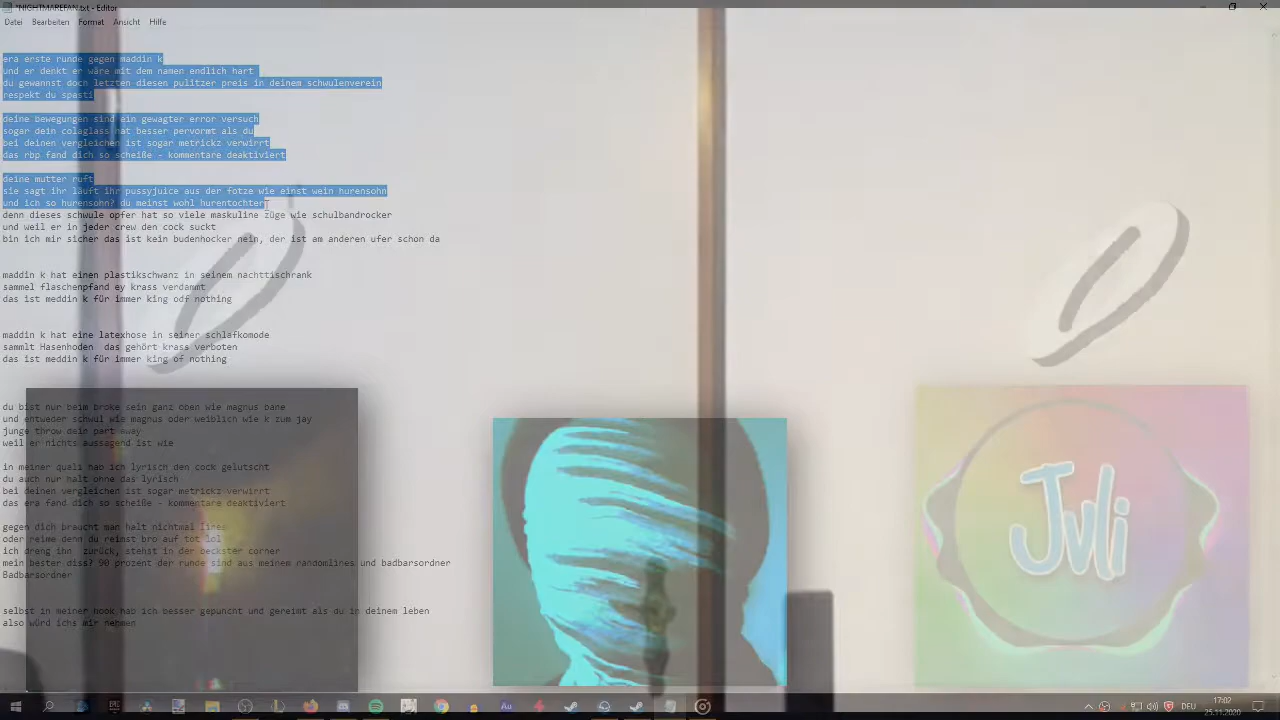 *NIGHTMAREFAN.txt - Editor
Datei Bearbeiten Format Ansicht Hilfe
era erste runde gegen maddin k
und er denkt er wäre mit dem namen endlich hart
du gewannst doch letzten diesen pulitzer preis in deinem schwulenverein
respekt du spasti
deine bewegungen sind ein gewagter error versuch
sogar dein colaglass hat besser pervormt als du
bei deinen vergleichen ist sogar metrickz verwirrt
das rbp fand dich so scheiße - kommentare deaktiviert
deine mutter ruft
sie sagt ihr läuft ihr pussyjuice aus der fotze wie einst wein hurensohn
und ich so hurensohn? du meinst wohl hurentochter
denn dieses schwule opfer hat so viele maskuline züge wie schulbandrocker
und weil er in jeder crew den cock suckt
bin ich mir sicher das ist kein budenhocker nein, der ist am anderen ufer schon da
maddin k hat einen plastikschwanz in seinem nachttischrank
sammel flaschenpfand ey krass verdammt
das ist meddin k für immer king odf nothing
maddin k hat eine latexhose in seiner schlafkomode
sammlt Hasenhoden das gehört krass verboten
das ist meddin k für immer king of nothing
du bist nur beim broke sein ganz oben wie magnus bane
und entweder schwul wie magnus oder weiblich wie k zum jay
junge throw dein part away
weil er nichts aussagend ist wie
in meiner quali hab ich lyrisch den cock gelutscht
du auch nur halt ohne das lyrisch
bei deinen vergleichen ist sogar metrickz verwirrt
das era fand dich so scheiße - kommentare deaktiviert
gegen dich braucht man halt nichtmal lines
oder reime denn du reimst bro auf tot lol
ich dreng ihn zurück, stehst in der deckster corner
mein bester diss? 90 prozent der runde sind aus meinem randomlines und badbarsordner
Badbarsordner
selbst in meiner hook hab ich besser gepuncht und gereimt als du in deinem leben
also würd ichs mir nehmen
Jvli
DEU
17:02
25.11.2020